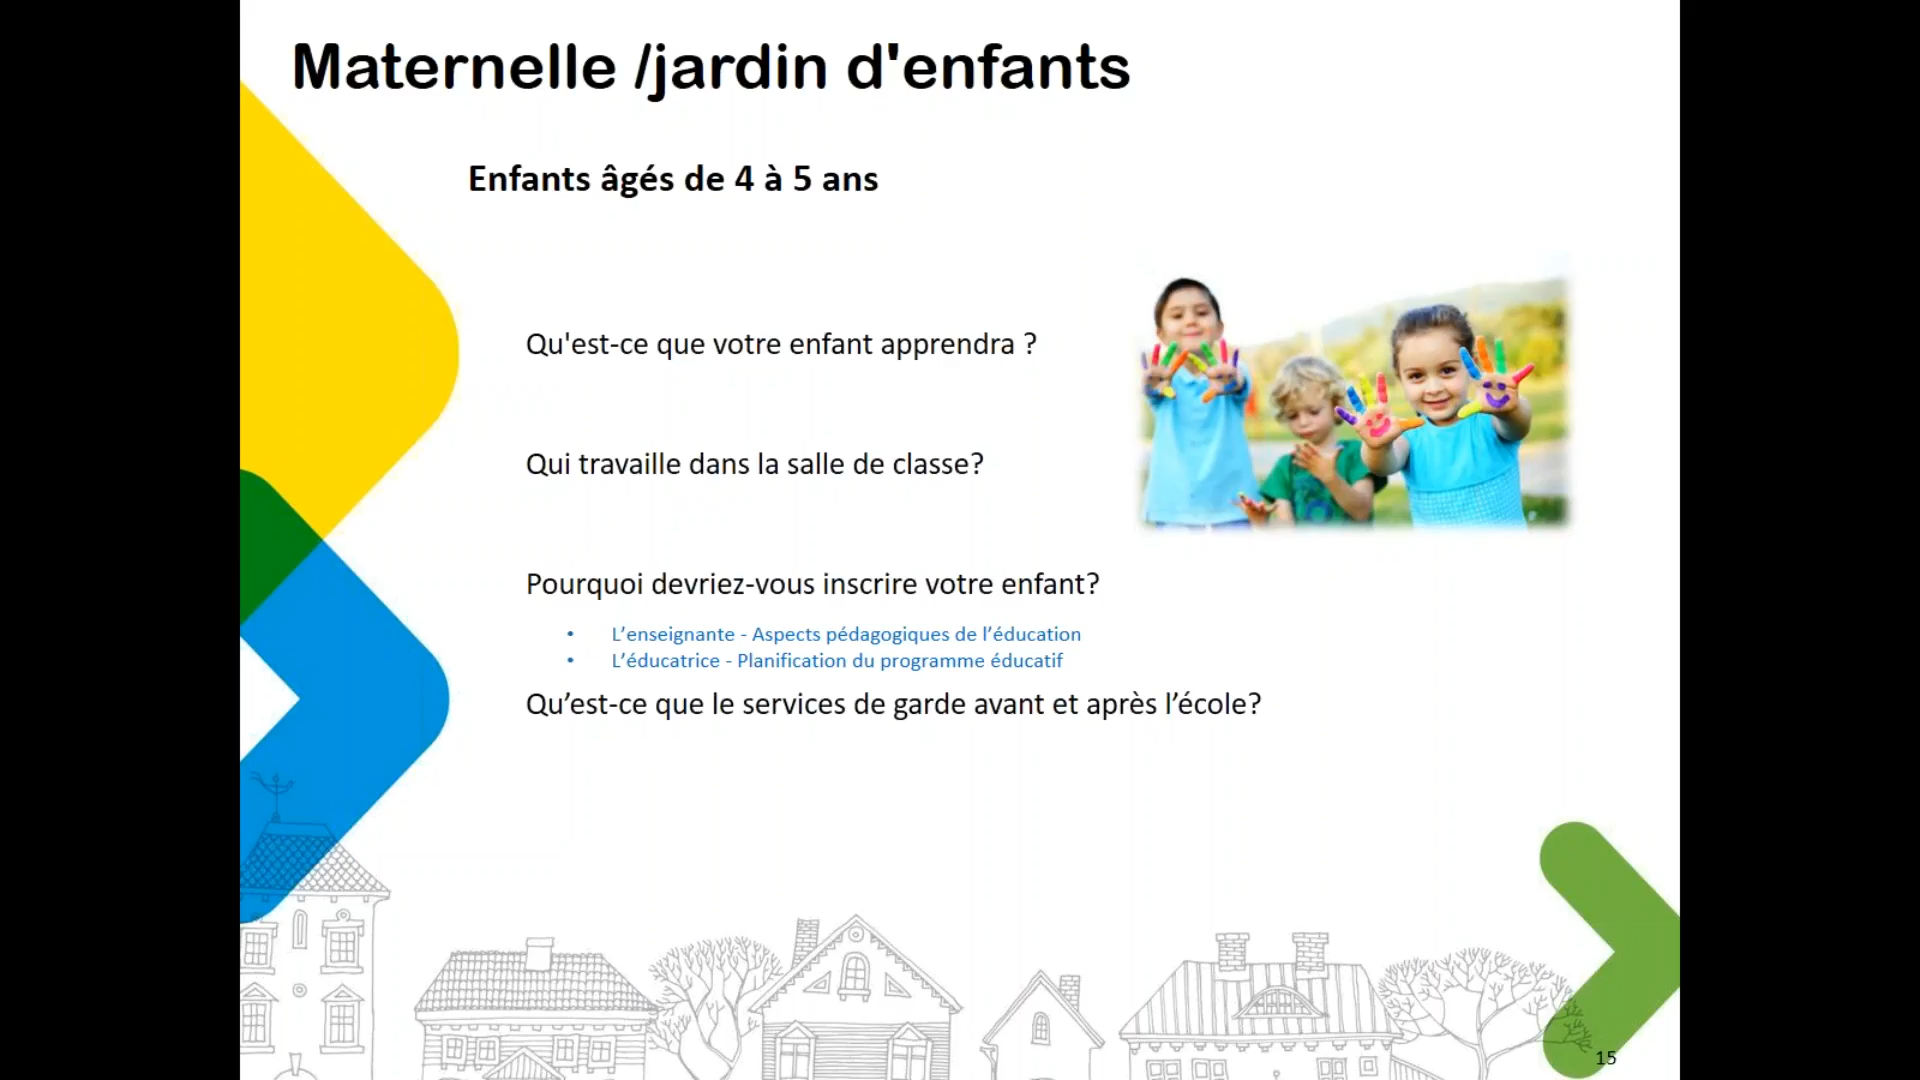 Maternelle /jardin d'enfants
Enfants âgés de 4 à 5 ans
Qu'est-ce que votre enfant apprendra ?
Qui travaille dans la salle de classe?
Pourquoi devriez-vous inscrire votre enfant?
• L’enseignante - Aspects pédagogiques de l’éducation
• L’éducatrice - Planification du programme éducatif
Qu’est-ce que le services de garde avant et après l’école?
15